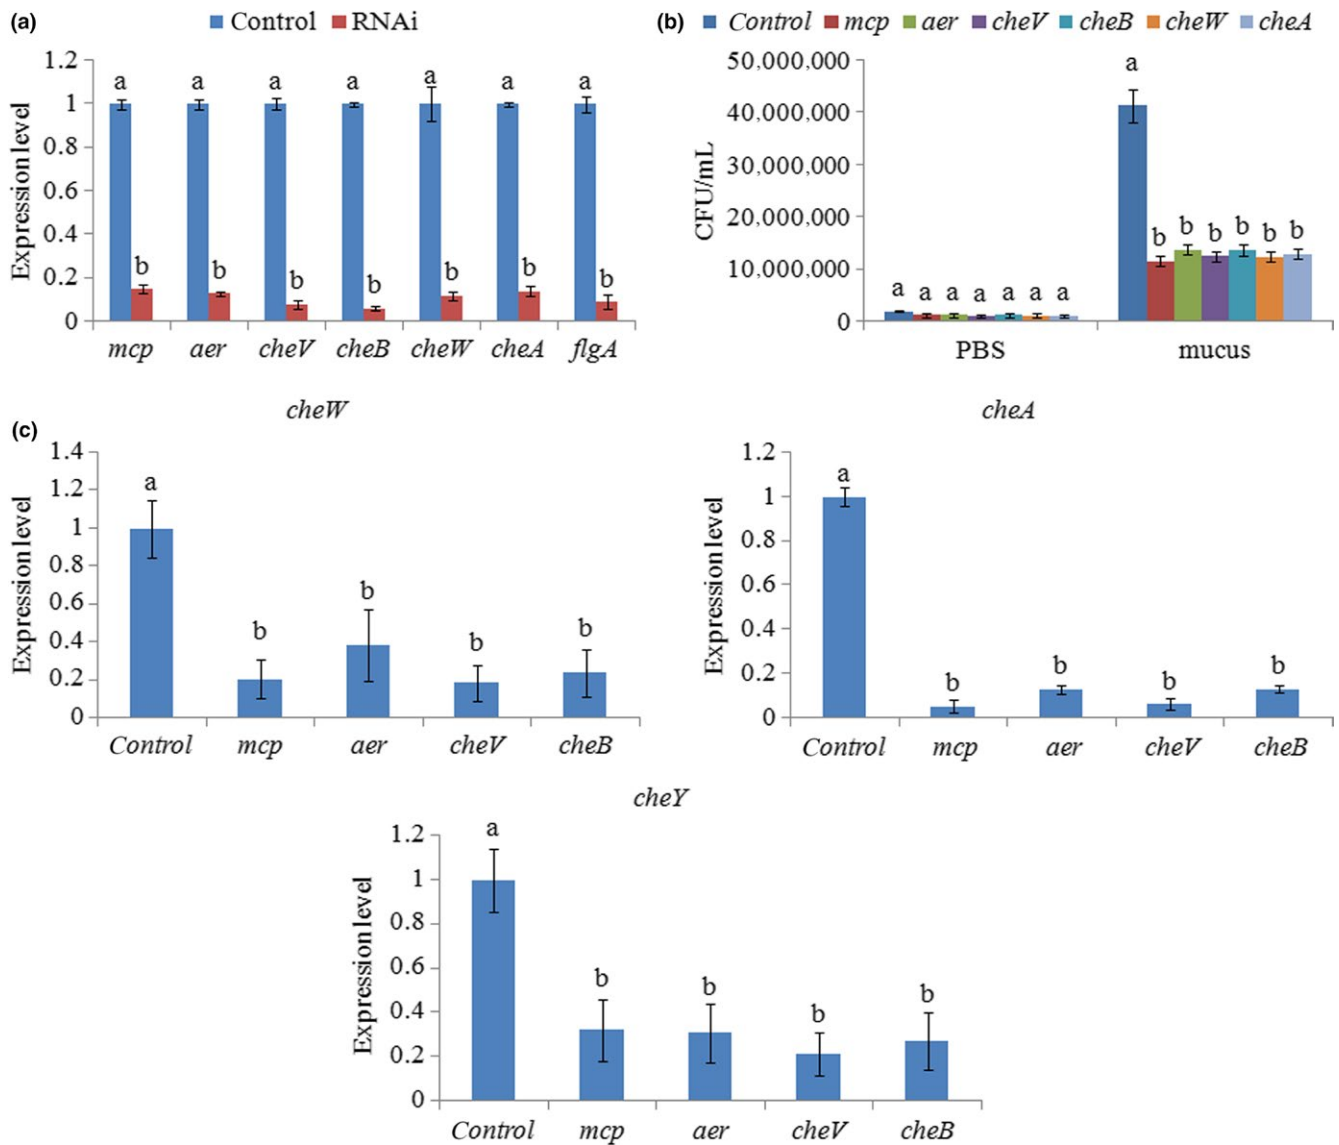 (a) Control RNAi
Expression level
1.2
1
0.8
0.6
0.4
0.2
0
a a a a a a a
b b b b b b b
mcp aer cheV cheB cheW cheA flgA
(b) Control mcp aer cheV cheB cheW cheA
CFU/mL
50,000,000
40,000,000
30,000,000
20,000,000
10,000,000
0
a
b b b b b b
a a a a a a a
PBS mucus
(c)
cheW
Expression level
1.4
1.2
1
0.8
0.6
0.4
0.2
0
a b b b b
Control mcp aer cheV cheB
cheA
Expression level
1.2
1
0.8
0.6
0.4
0.2
0
a b b b b
Control mcp aer cheV cheB
cheY
Expression level
1.2
1
0.8
0.6
0.4
0.2
0
a b b b b
Control mcp aer cheV cheB